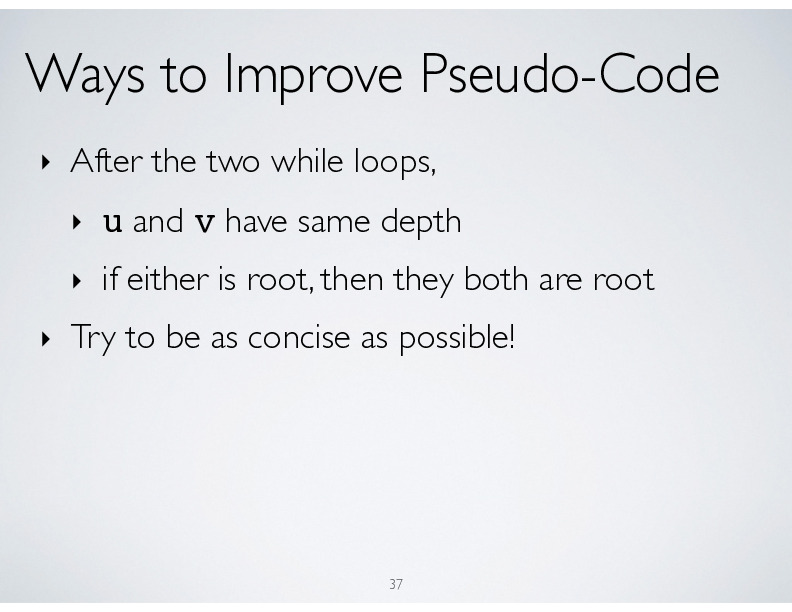 Ways to Improve Pseudo-Code
‣ After the two while loops,
‣ u and v have same depth
‣ if either is root, then they both are root
‣ Try to be as concise as possible!
37